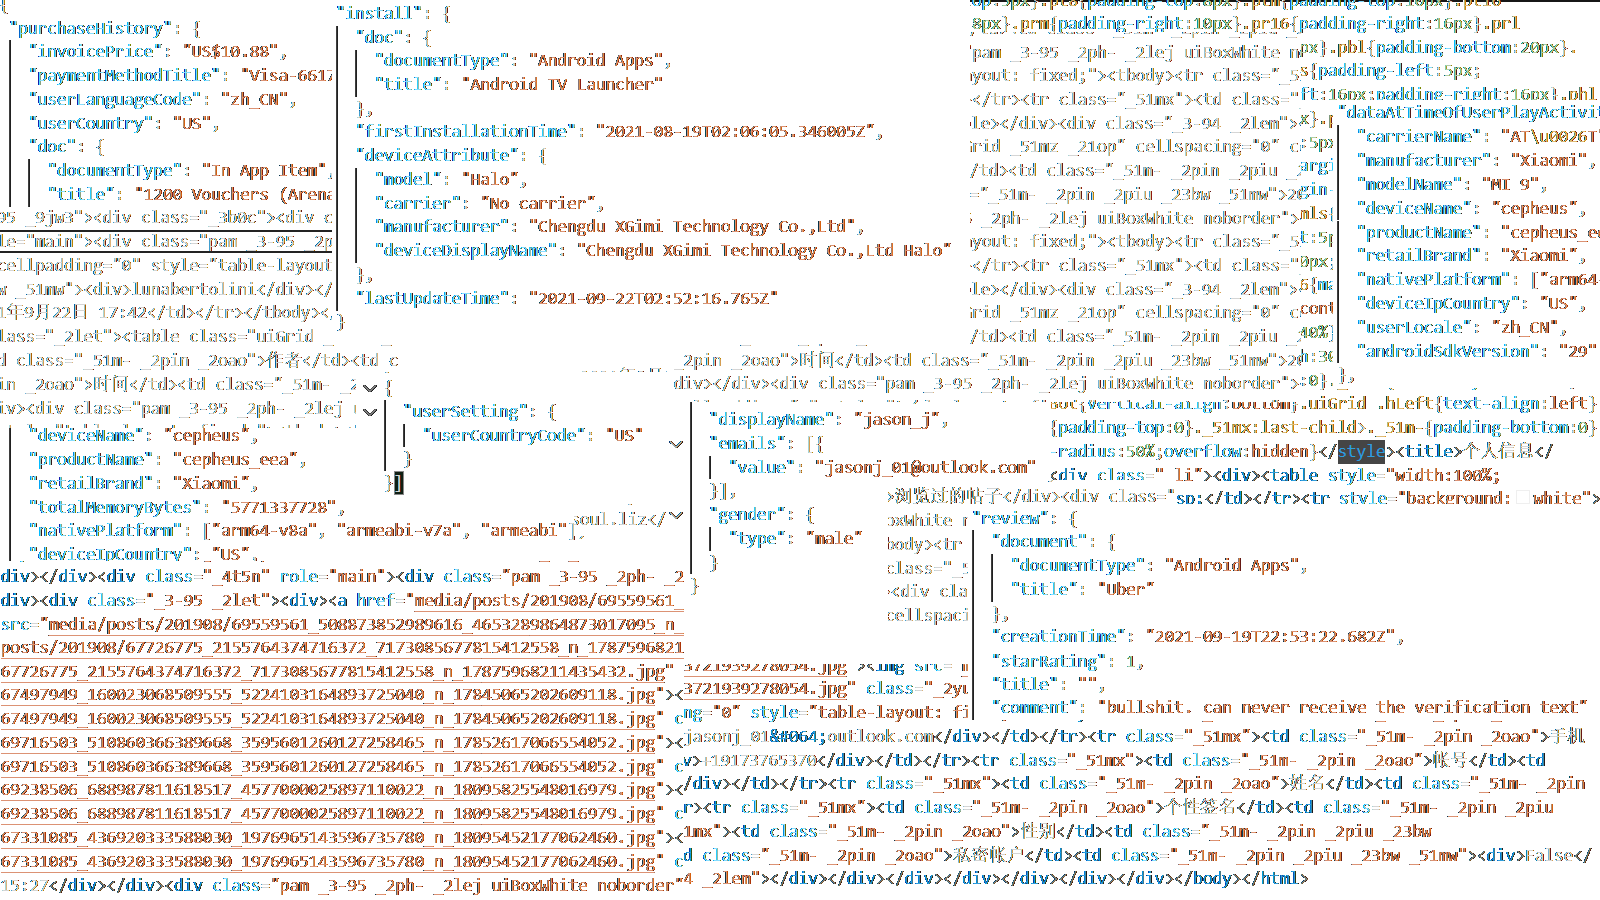 "purchaseHistory": {
"invoicePrice": "US$10.88",
"paymentMethodTitle": "Visa-6617
"userLanguageCode": "zh_CN",
"userCountry": "US",
"doc": {
"documentType": "In App Item",
"title": "1200 Vouchers (Arena
95 _9jw3"><div class="_3b0c"><div c
le="main"><div class="pam _3-95 _2p
cellpadding="0" style="table-layout
w _51mw"><div>lunabertolini</div></
1年9月22日 17:42</td></tr></tbody><
lass="_2let"><table class="uiGrid
d class="_51m- _2pin _2oao">作者</td><td c
in _2oao">时间</td><td class="_51m- _2
iv><div class="pam _3-95 _2ph- _2lej
"install": {
"doc": {
"documentType": "Android Apps",
"title": "Android TV Launcher"
},
"firstInstallationTime": "2021-08-19T02:06:05.346005Z",
"deviceAttribute": {
"model": "Halo",
"carrier": "No carrier",
"manufacturer": "Chengdu XGimi Technology Co.,Ltd",
"deviceDisplayName": "Chengdu XGimi Technology Co.,Ltd Halo"
},
"lastUpdateTime": "2021-09-22T02:52:16.765Z"
}
8px}.prm{padding-right:10px}.pr16{padding-right:16px}.prl
px}.pbl{padding-bottom:20px}.
s{padding-left:5px;
ft:16px;padding-right:16px}.phl
pam _3-95 _2ph- _2lej uiBoxWhite no
yout: fixed;"><tbody><tr class="_5
</tr><tr class="_51mx"><td class="
le></div><div class="_3-94 _2lem">
rid _51mz _21op" cellspacing="0" c
/td><td class="_51m- _2pin _2piu _
="_51m- _2pin _2piu _23bw _51mw">2
_2ph- _2lej uiBoxWhite noborder">
yout: fixed;"><tbody><tr class="_5
</tr><tr class="_51mx"><td class="
le></div><div class="_3-94 _2lem">
rid _51mz _21op" cellspacing="0" c
/td><td class="_51m- _2pin _2piu
="_51m- _2pin _2piu _23bw _51mw">2
"dataAtTimeOfUserPlayActivit
"carrierName": "AT\u0026T"
"manufacturer": "Xiaomi",
"modelName": "MI 9",
"deviceName": "cepheus",
"productName": "cepheus_ee
"retailBrand": "Xiaomi",
"nativePlatform": ["arm64-
"deviceIpCountry": "US",
"userLocale": "zh_CN",
"androidSdkVersion": "29"
},
_2pin _2oao">时间</td><td class="_51m- _2pin _2piu _23bw _51mw">2
div></div><div class="pam _3-95 _2ph- _2lej uiBoxWhite noborder">
"deviceName": "cepheus",
"productName": "cepheus_eea",
"retailBrand": "Xiaomi",
"totalMemoryBytes": "5771337728",
"nativePlatform": ["arm64-v8a", "armeabi-v7a", "armeabi"],
"deviceIpCountry": "US",
{
"userSetting": {
"userCountryCode": "US"
}
}]
soul.liz</
"displayName": "jason_j",
"emails": [{
"value": "jasonj_01@outlook.com"
}],
"gender": {
"type": "male"
}
}
boc{vertical-align:bottom}.uiGrid .hLeft{text-align:left}
{padding-top:0}._51mx:last-child>._51m-{padding-bottom:0}
-radius:50%;overflow:hidden}</style><title>个人信息</
<div class=" li"><div><table style="width:100%;
>浏览过的帖子</div><div class="sp:</td></tr><tr style="background: white">
oxWhite n
body><tr
class="_5
<div cla
cellspaci
"review": {
"document": {
"documentType": "Android Apps",
"title": "Uber"
},
"creationTime": "2021-09-19T22:53:22.682Z",
"starRating": 1,
"title": "",
"comment": "bullshit. can never receive the verification text"
div></div><div class="_4t5n" role="main"><div class="pam _3-95 _2ph- _2
div><div class="_3-95 _2let"><div><a href="media/posts/201908/69559561_
src="media/posts/201908/69559561_508873852989616_4653289864873017095_n_
posts/201908/67726775_2155764374716372_7173085677815412558_n_1787596821
67726775_2155764374716372_7173085677815412558_n_17875968211435432.jpg"
67497949_160023068509555_5224103164893725040_n_17845065202609118.jpg"><
67497949_160023068509555_5224103164893725040_n_17845065202609118.jpg" c
69716503_510860366389668_3595601260127258465_n_17852617066554052.jpg"><
69716503_510860366389668_3595601260127258465_n_17852617066554052.jpg" c
69238506_688987811618517_4577000025897110022_n_18095825548016979.jpg"><
69238506_688987811618517_4577000025897110022_n_18095825548016979.jpg" c
67331085_436920333588030_1976965143596735780_n_18095452177062460.jpg"><
67331085_436920333588030_1976965143596735780_n_18095452177062460.jpg" c
15:27</div></div><div class="pam _3-95 _2ph- _2lej uiBoxWhite noborder"
3721939278054.jpg"><img src="m
3721939278054.jpg" class="_2yu
ng="0" style="table-layout: fi
jasonj_01&#064;outlook.com</div></td></tr><tr class="_51mx"><td class="_51m- _2pin _2oao">手机
v>+19173765370</div></td></tr><tr class="_51mx"><td class="_51m- _2pin _2oao">帐号</td><td
</div></td></tr><tr class="_51mx"><td class="_51m- _2pin _2oao">姓名</td><td class="_51m- _2pin
r><tr class="_51mx"><td class="_51m- _2pin _2oao">个性签名</td><td class="_51m- _2pin _2piu
1mx"><td class="_51m- _2pin _2oao">性别</td><td class="_51m- _2pin _2piu _23bw
d class="_51m- _2pin _2oao">私密帐户</td><td class="_51m- _2pin _2piu _23bw _51mw"><div>False</
4 _2lem"></div></div></div></div></div></div></div></div></body></html>